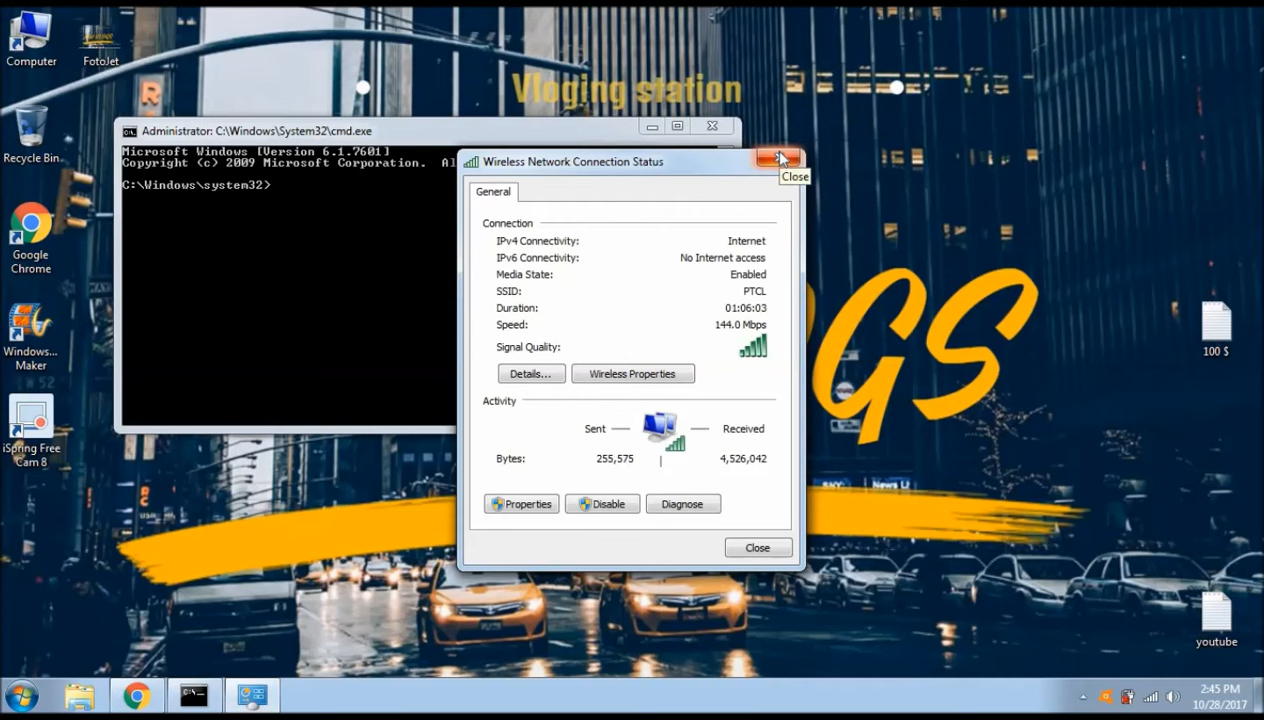 Computer
FotoJet
Recycle Bin
Google
Chrome
Windows...
Maker
iSpring Free
Cam 8
Vloging station
Administrator: C:\Windows\System32\cmd.exe
Microsoft Windows [Version 6.1.7601]
Copyright (c) 2009 Microsoft Corporation.
C:\Windows\system32>
Wireless Network Connection Status
Close
General
Connection
IPv4 Connectivity: Internet
IPv6 Connectivity: No Internet access
Media State: Enabled
SSID: PTCL
Duration: 01:06:03
Speed: 144.0 Mbps
Signal Quality:
Details... Wireless Properties
Activity
Sent Received
Bytes: 255,575 4,526,042
Properties Disable Diagnose
Close
OGS
100 $
youtube
2:45 PM
10/28/2017